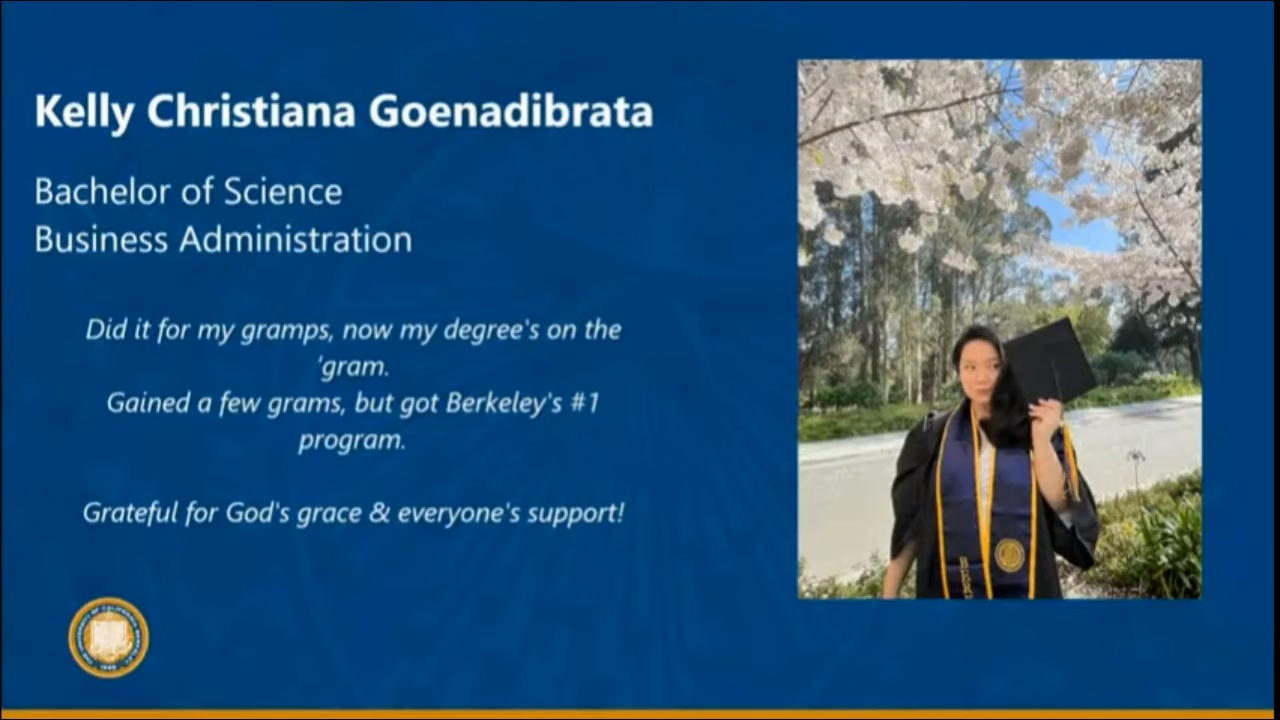 Kelly Christiana Goenadibrata
Bachelor of Science
Business Administration
Did it for my gramps, now my degree's on the
'gram.
Gained a few grams, but got Berkeley's #1
program.
Grateful for God's grace & everyone's support!